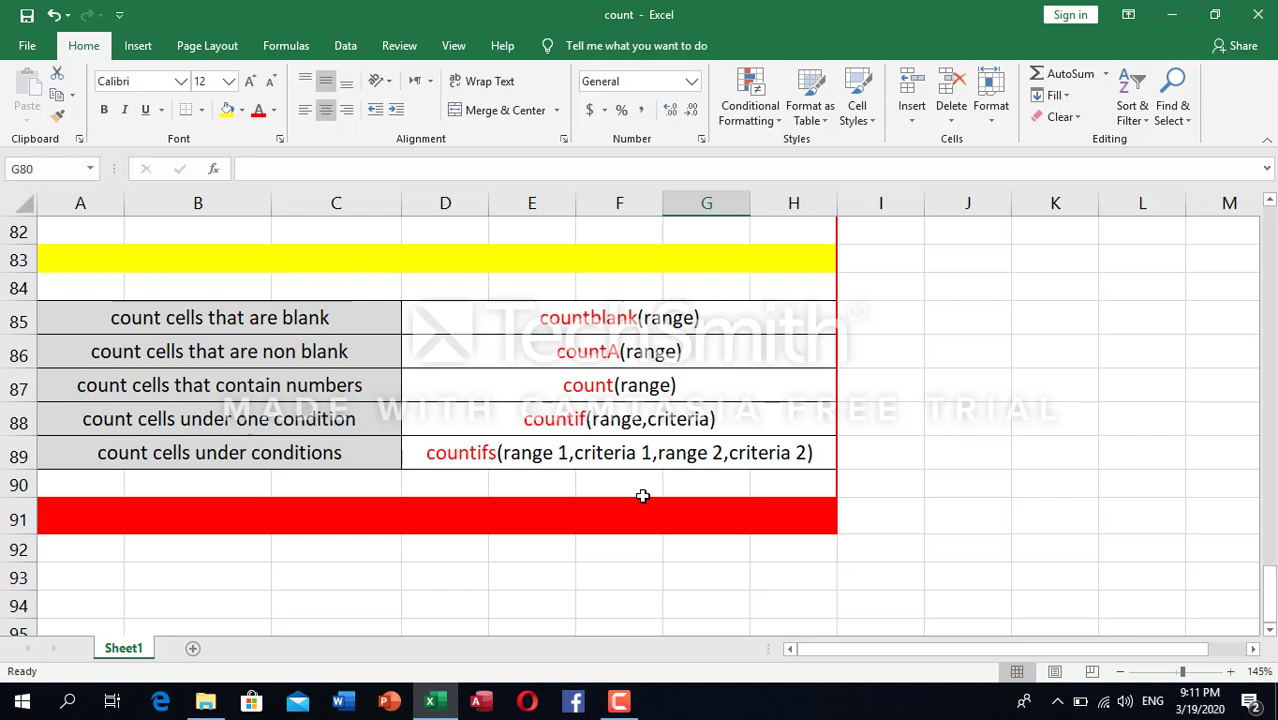 count - Excel
Sign in
File Home Insert Page Layout Formulas Data Review View Help Tell me what you want to do Share
Paste
Calibri 12
B I U A
Wrap Text
Merge & Center
General
$ % ,
Conditional Formatting
Format as Table
Cell Styles
Insert Delete Format
AutoSum
Fill
Clear
Sort & Filter
Find & Select
Clipboard Font Alignment Number Styles Cells Editing
G80 fx
A B C D E F G H I J K L M
82
83
84
85 count cells that are blank countblank(range)
86 count cells that are non blank countA(range)
87 count cells that contain numbers count(range)
88 count cells under one condition countif(range,criteria)
89 count cells under conditions countifs(range 1,criteria 1,range 2,criteria 2)
90
91
92
93
94
95
TechSmith
MADE WITH CAMTASIA FREE TRIAL
Sheet1
Ready 145%
ENG
9:11 PM
3/19/2020
2